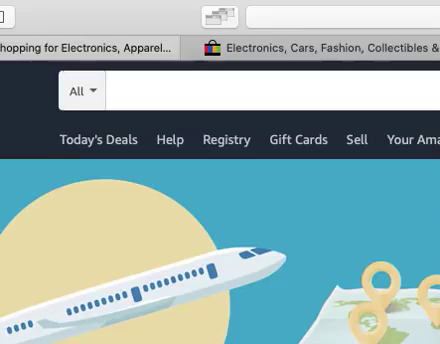 hopping for Electronics, Apparel...
Electronics, Cars, Fashion, Collectibles &
All
Today's Deals Help Registry Gift Cards Sell Your Ama